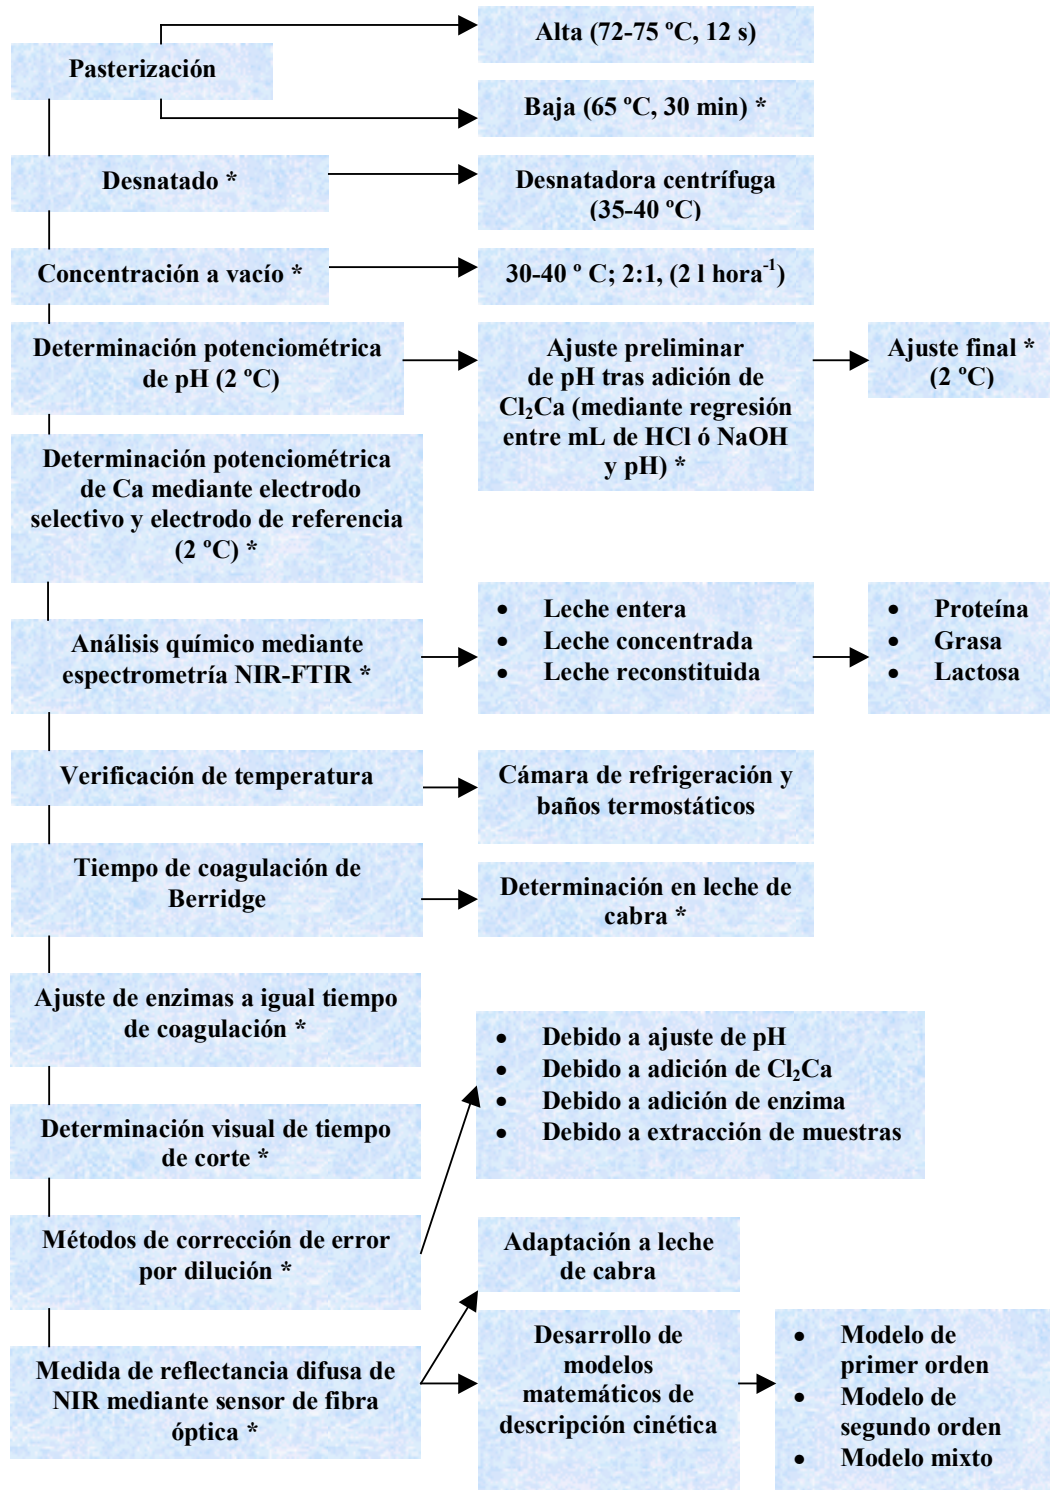 Pasterización
Alta (72-75 ºC, 12 s)
Baja (65 ºC, 30 min) *
Desnatado *
Desnatadora centrífuga
(35-40 ºC)
Concentración a vacío *
30-40 º C; 2:1, (2 l hora⁻¹)
Determinación potenciométrica
de pH (2 ºC)
Ajuste preliminar
de pH tras adición de
Cl₂Ca (mediante regresión
entre mL de HCl ó NaOH
y pH) *
Ajuste final *
(2 ºC)
Determinación potenciométrica
de Ca mediante electrodo
selectivo y electrodo de referencia
(2 ºC) *
Análisis químico mediante
espectrometría NIR-FTIR *
• Leche entera
• Leche concentrada
• Leche reconstituida
• Proteína
• Grasa
• Lactosa
Verificación de temperatura
Cámara de refrigeración y
baños termostáticos
Tiempo de coagulación de
Berridge
Determinación en leche de
cabra *
Ajuste de enzimas a igual tiempo
de coagulación *
Determinación visual de tiempo
de corte *
Métodos de corrección de error
por dilución *
• Debido a ajuste de pH
• Debido a adición de Cl₂Ca
• Debido a adición de enzima
• Debido a extracción de muestras
Medida de reflectancia difusa de
NIR mediante sensor de fibra
óptica *
Adaptación a leche
de cabra
Desarrollo de
modelos
matemáticos de
descripción cinética
• Modelo de
primer orden
• Modelo de
segundo orden
• Modelo mixto